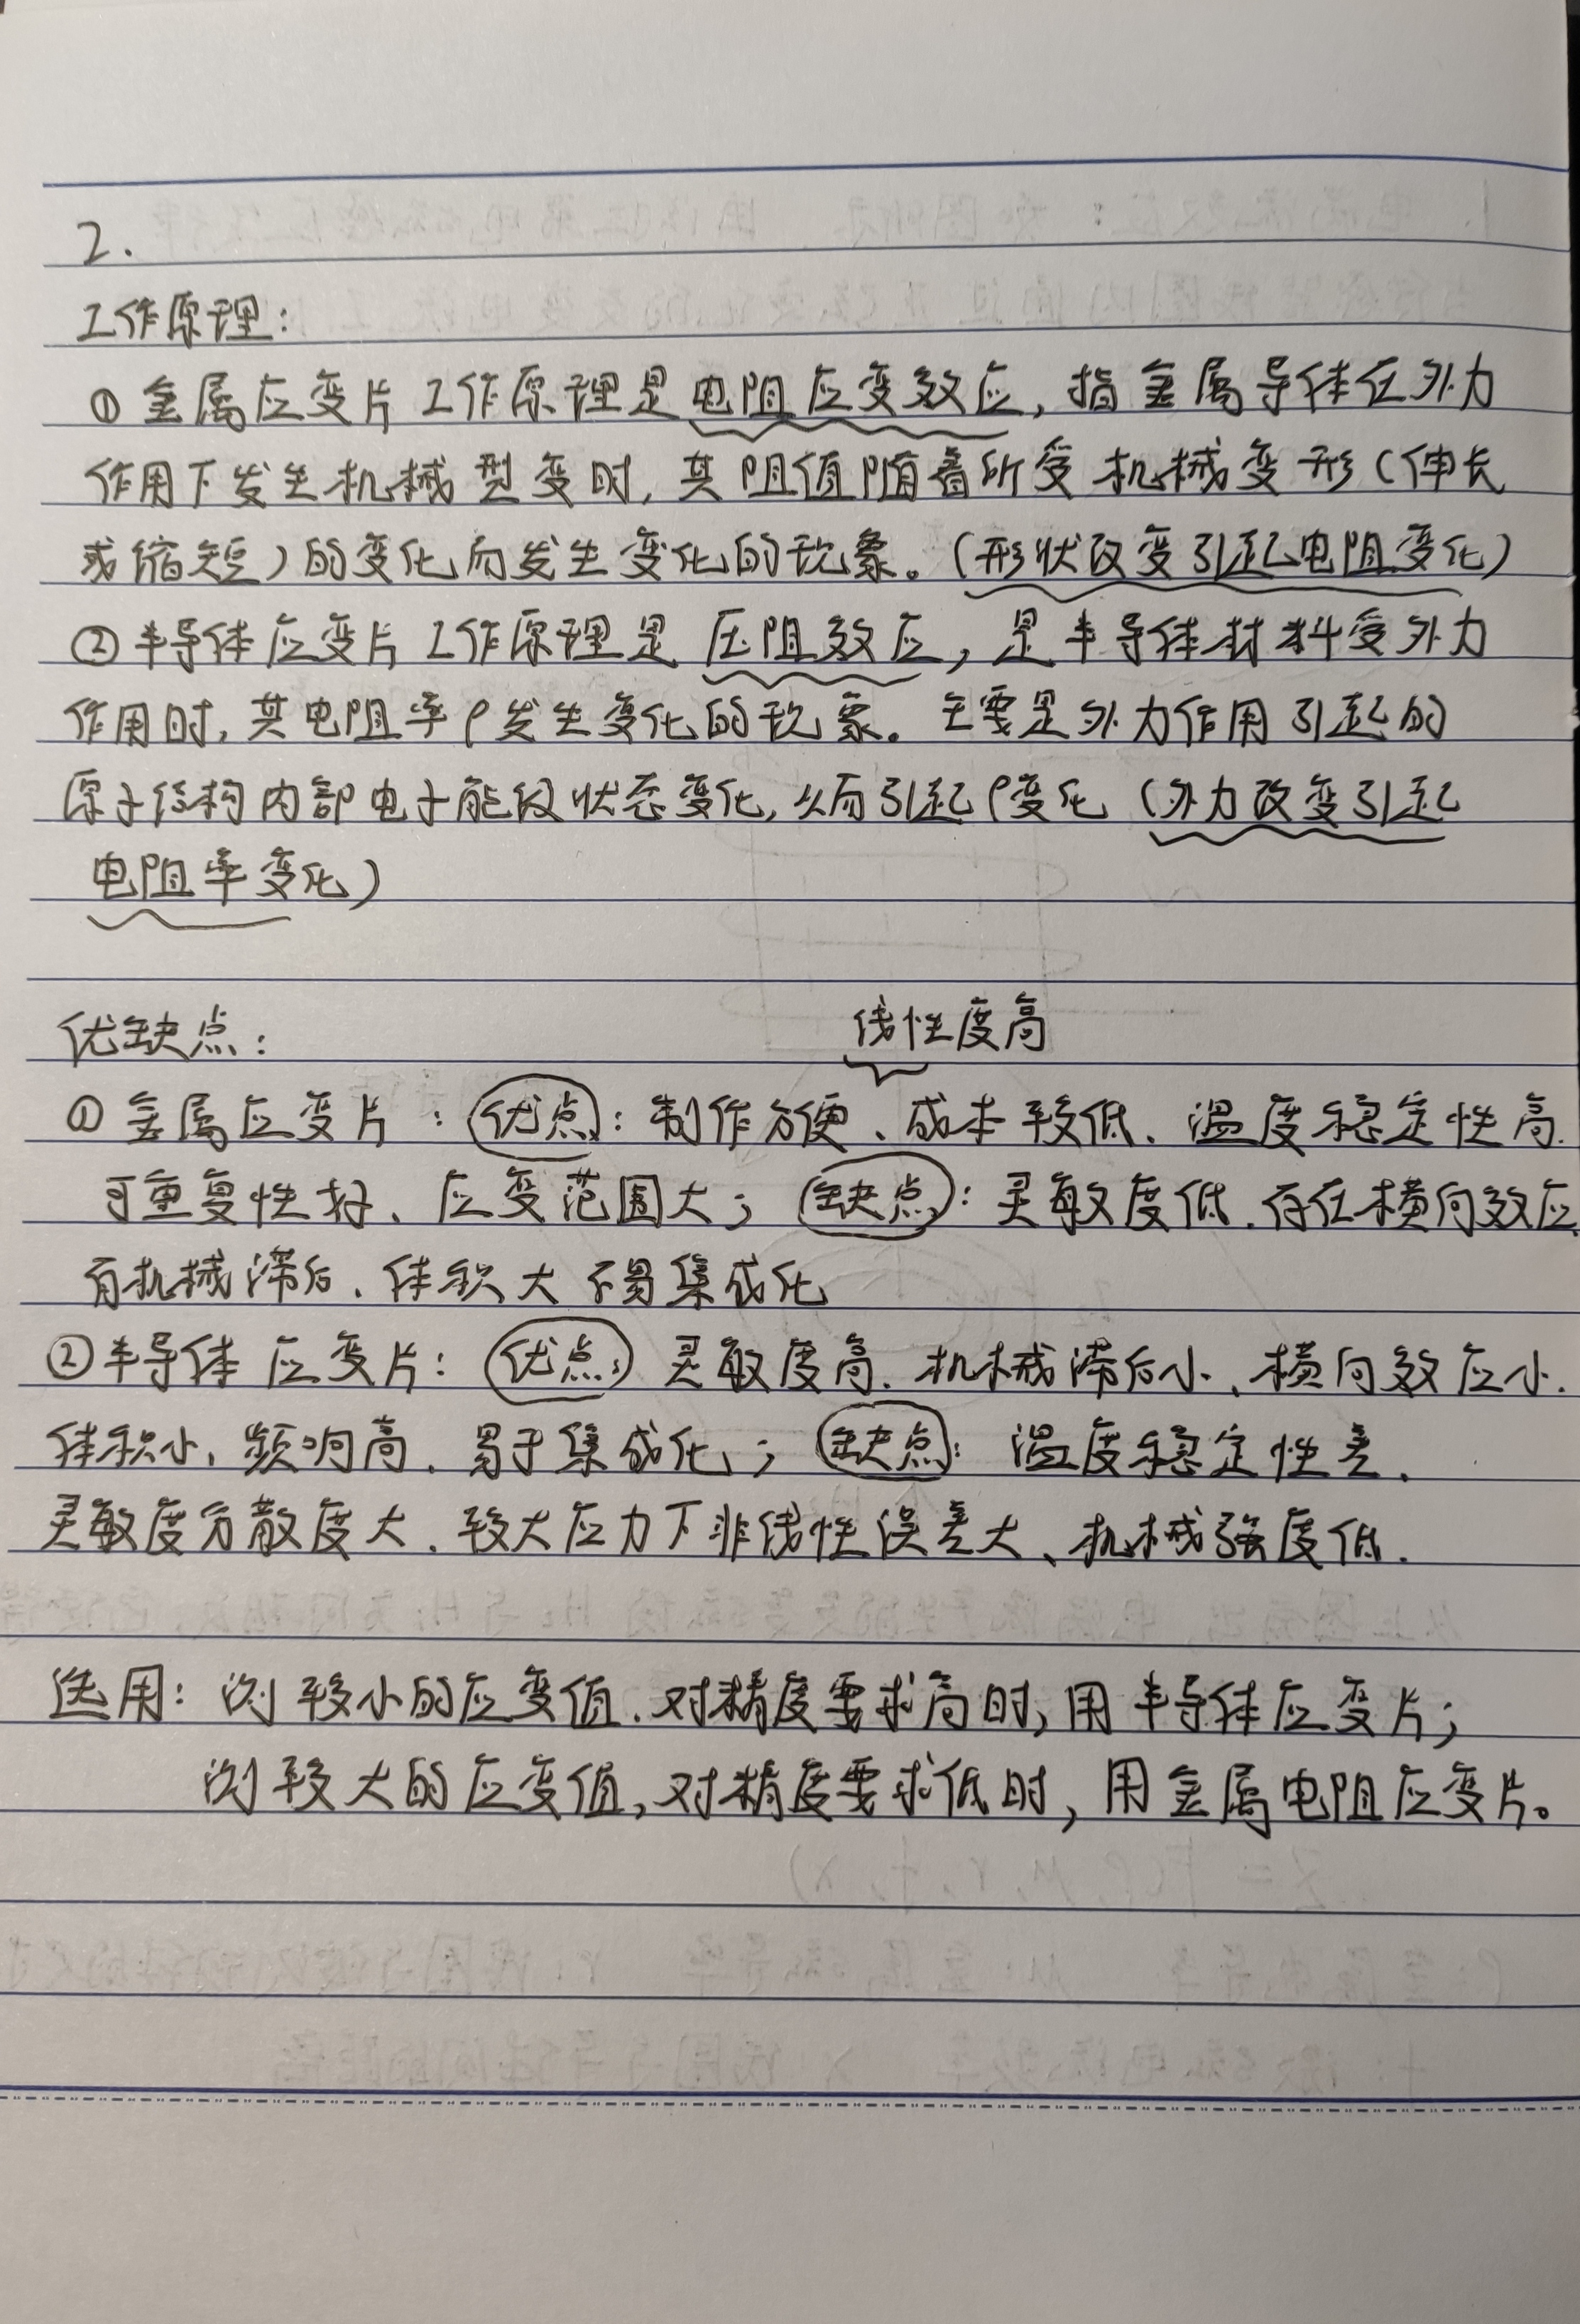 2.
工作原理：
① 金属应变片工作原理是电阻应变效应，指金属导体在外力
作用下发生机械型变时，其阻值随着所受机械变形（伸长
或缩短）的变化而发生变化的现象。（形状改变引起电阻变化）
② 半导体应变片工作原理是压阻效应，是半导体材料受外力
作用时，其电阻率ρ发生变化的现象。主要是外力作用引起的
原子结构内部电子能级状态变化，从而引起ρ变化（外力改变引起
电阻率变化）
优缺点：
线性度高
① 金属应变片：优点：制作方便、成本较低、温度稳定性高、
可重复性好、应变范围大；缺点：灵敏度低、存在横向效应
有机械滞后、体积大不易集成化
② 半导体应变片：优点：灵敏度高、机械滞后小、横向效应小、
体积小、频响高、易于集成化；缺点：温度稳定性差、
灵敏度分散度大、较大应力下非线性误差大、机械强度低.
选用：测较小的应变值、对精度要求高时，用半导体应变片；
测较大的应变值，对精度要求低时，用金属电阻应变片。